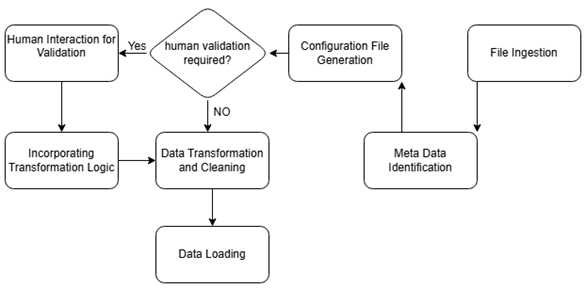 Human Interaction for
Validation
Yes
human validation
required?
Configuration File
Generation
File Ingestion
NO
Incorporating
Transformation Logic
Data Transformation
and Cleaning
Meta Data
Identification
Data Loading